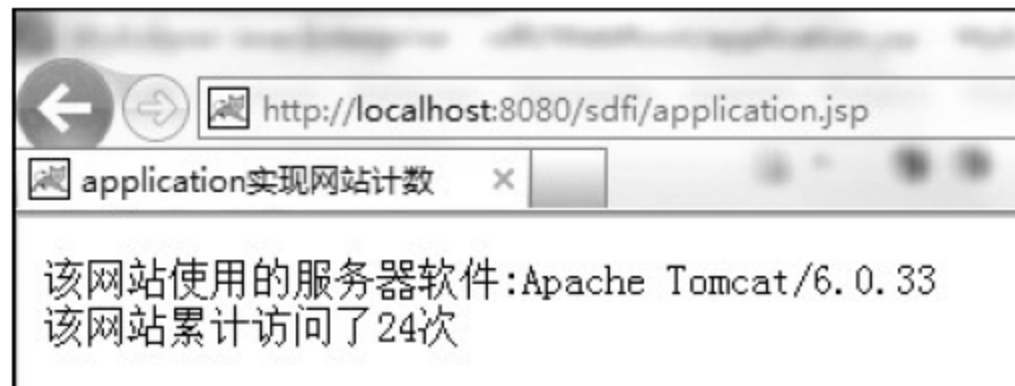 http://localhost:8080/sdfi/application.jsp
application实现网站计数
该网站使用的服务器软件:Apache Tomcat/6.0.33
该网站累计访问了24次